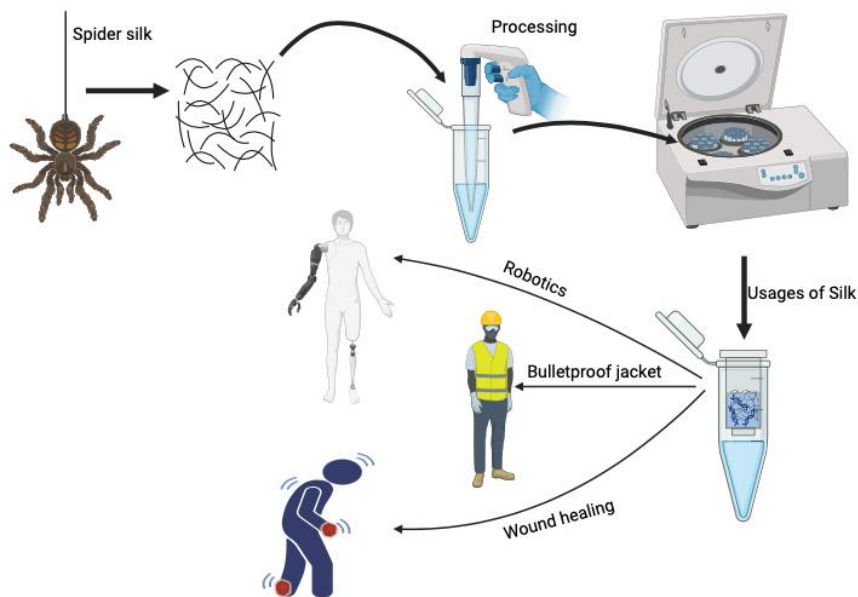 Spider silk
Processing
Usages of Silk
Robotics
Bulletproof jacket
Wound healing